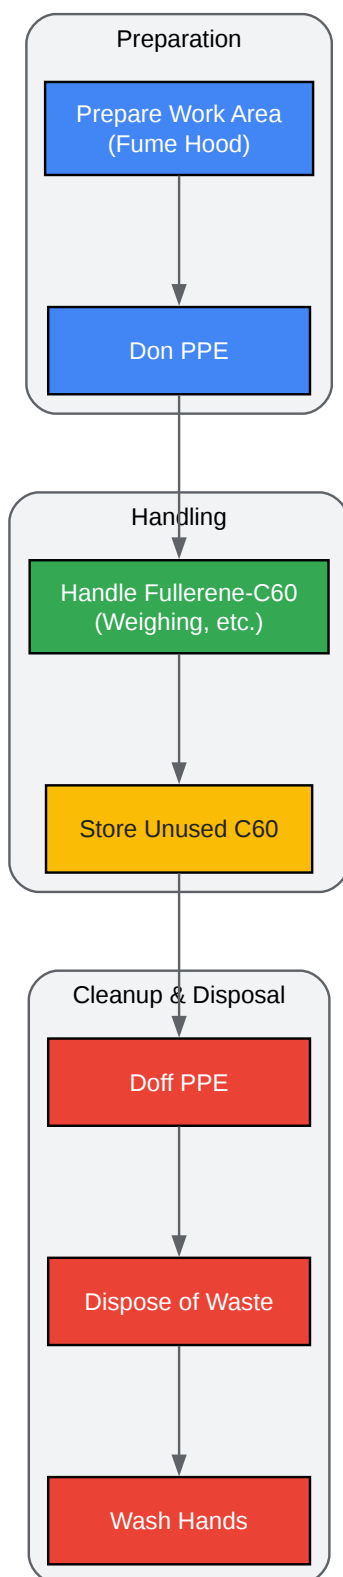 Preparation
Prepare Work Area
(Fume Hood)
Don PPE
Handling
Handle Fullerene-C60
(Weighing, etc.)
Store Unused C60
Cleanup & Disposal
Doff PPE
Dispose of Waste
Wash Hands